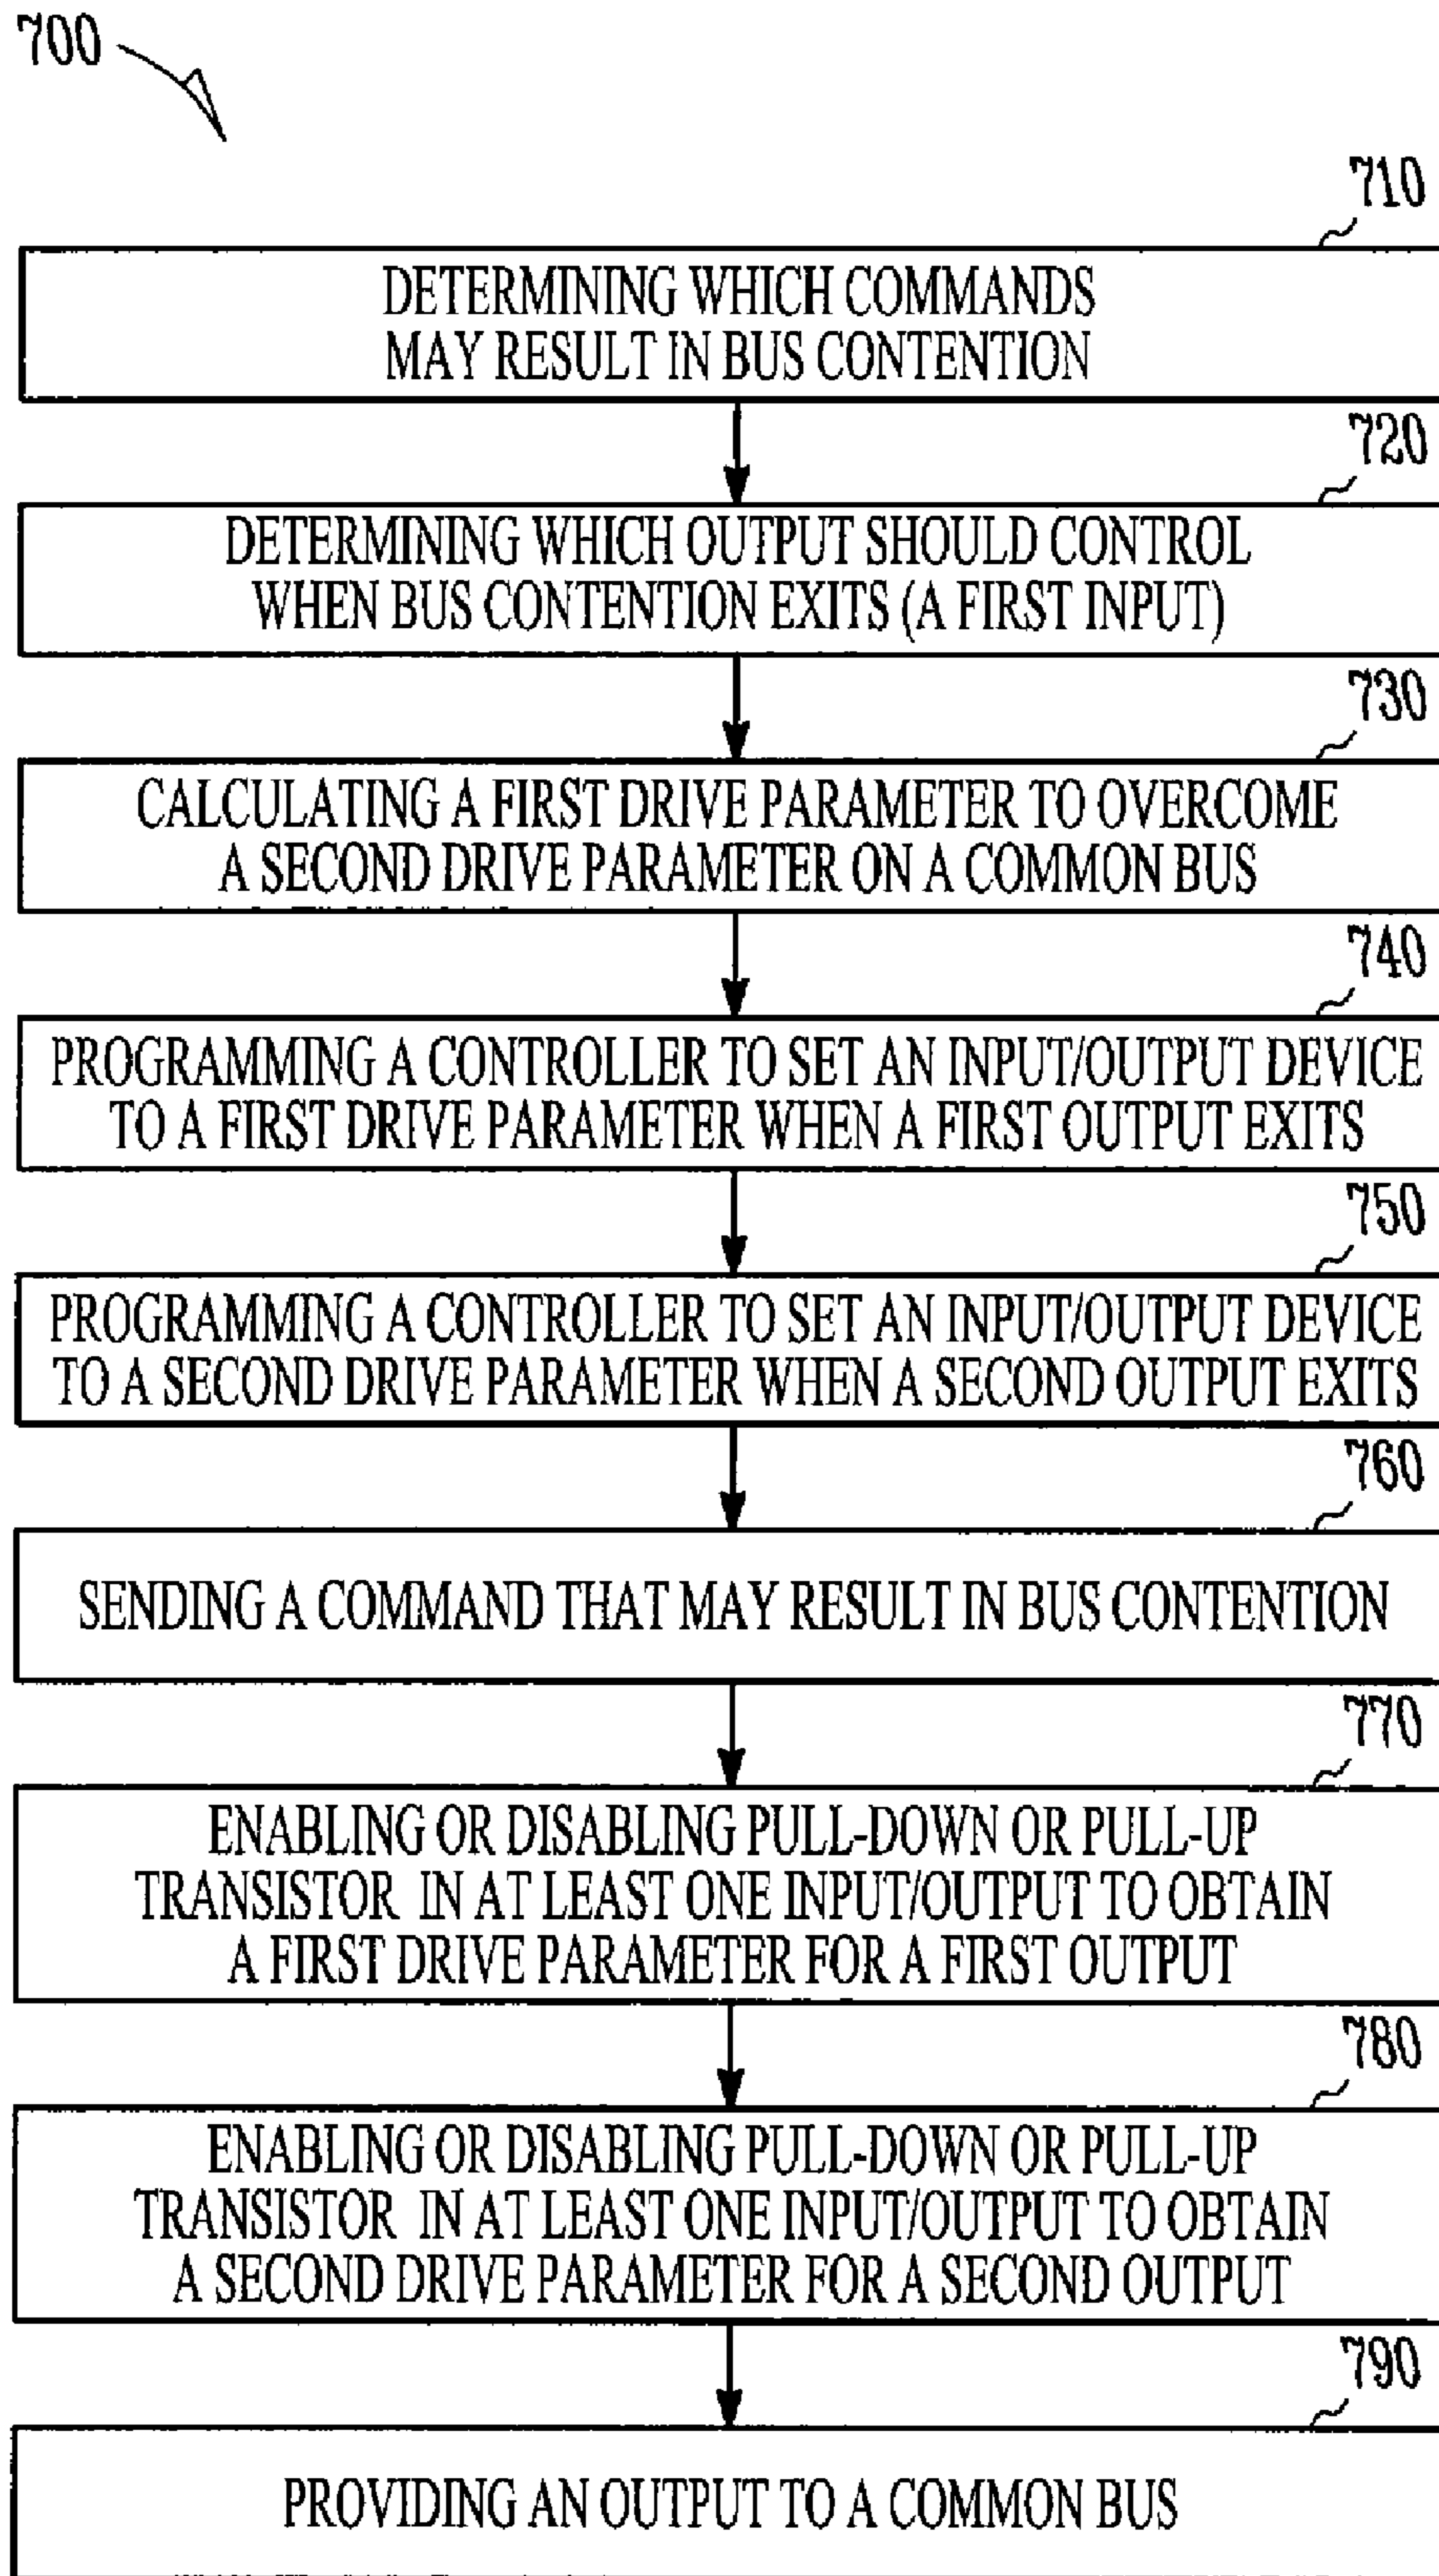 700
710
DETERMINING WHICH COMMANDS
MAY RESULT IN BUS CONTENTION
720
DETERMINING WHICH OUTPUT SHOULD CONTROL
WHEN BUS CONTENTION EXITS (A FIRST INPUT)
730
CALCULATING A FIRST DRIVE PARAMETER TO OVERCOME
A SECOND DRIVE PARAMETER ON A COMMON BUS
740
PROGRAMMING A CONTROLLER TO SET AN INPUT/OUTPUT DEVICE
TO A FIRST DRIVE PARAMETER WHEN A FIRST OUTPUT EXITS
750
PROGRAMMING A CONTROLLER TO SET AN INPUT/OUTPUT DEVICE
TO A SECOND DRIVE PARAMETER WHEN A SECOND OUTPUT EXITS
760
SENDING A COMMAND THAT MAY RESULT IN BUS CONTENTION
770
ENABLING OR DISABLING PULL-DOWN OR PULL-UP
TRANSISTOR IN AT LEAST ONE INPUT/OUTPUT TO OBTAIN
A FIRST DRIVE PARAMETER FOR A FIRST OUTPUT
780
ENABLING OR DISABLING PULL-DOWN OR PULL-UP
TRANSISTOR IN AT LEAST ONE INPUT/OUTPUT TO OBTAIN
A SECOND DRIVE PARAMETER FOR A SECOND OUTPUT
790
PROVIDING AN OUTPUT TO A COMMON BUS